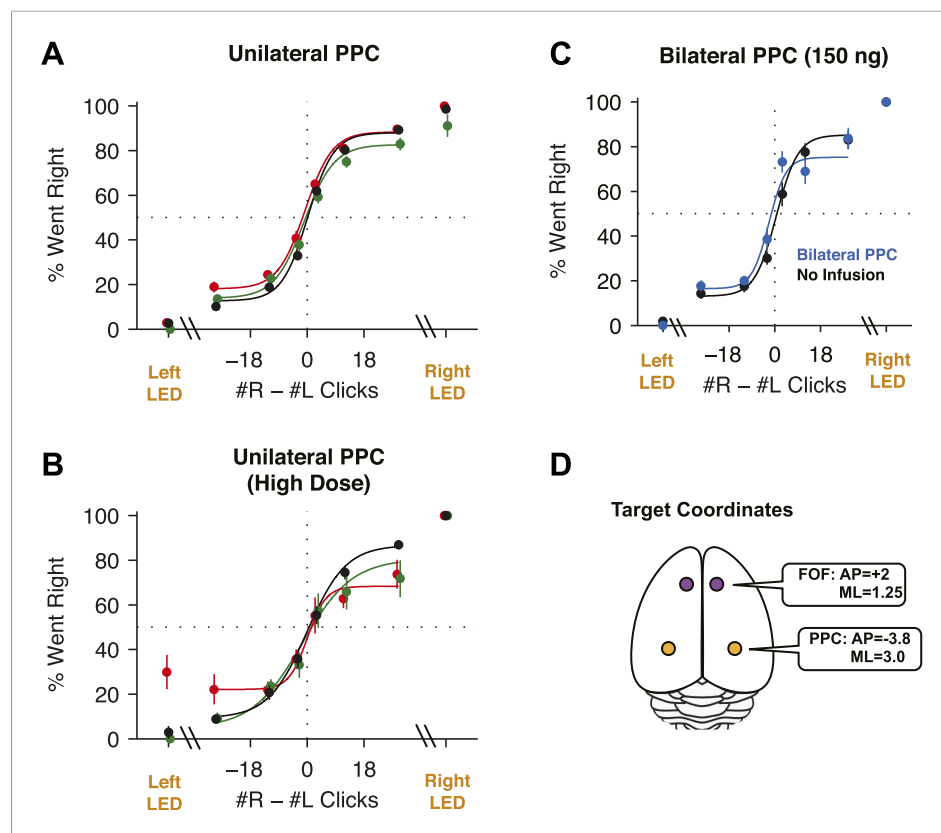 A
Unilateral PPC
% Went Right
100
80
60
40
20
0
−18
0
18
Left
LED
#R – #L Clicks
Right
LED
B
Unilateral PPC
(High Dose)
% Went Right
100
80
60
40
20
0
−18
0
18
Left
LED
#R – #L Clicks
Right
LED
C
Bilateral PPC (150 ng)
% Went Right
100
80
60
40
20
0
Bilateral PPC
No Infusion
−18
0
18
Left
LED
#R – #L Clicks
Right
LED
D
Target Coordinates
FOF: AP=+2
ML=1.25
PPC: AP=-3.8
ML=3.0